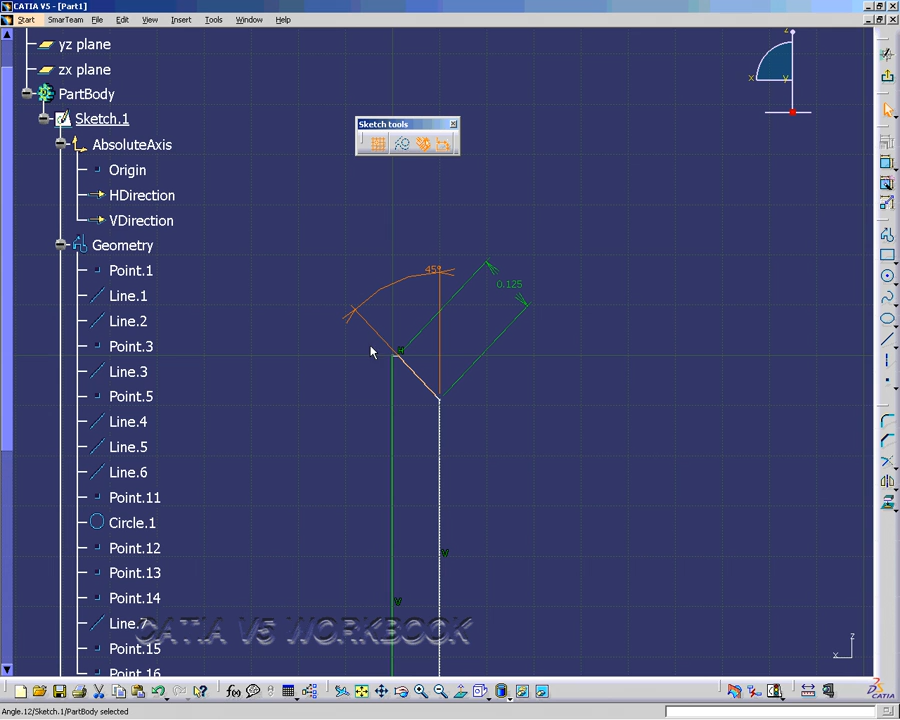 CATIA V5 - [Part1]
Start SmarTeam File Edit View Insert Tools Window Help
yz plane
zx plane
PartBody
Sketch.1
AbsoluteAxis
Origin
HDirection
VDirection
Geometry
Point.1
Line.1
Line.2
Point.3
Line.3
Point.5
Line.4
Line.5
Line.6
Point.11
Circle.1
Point.12
Point.13
Point.14
Line.7
Point.15
Point.16
Sketch tools
45°
0.125
H
V
V
z
x
y
z
x
CATIA V5 WORKBOOK
CATIA
Angle.12/Sketch.1/PartBody selected